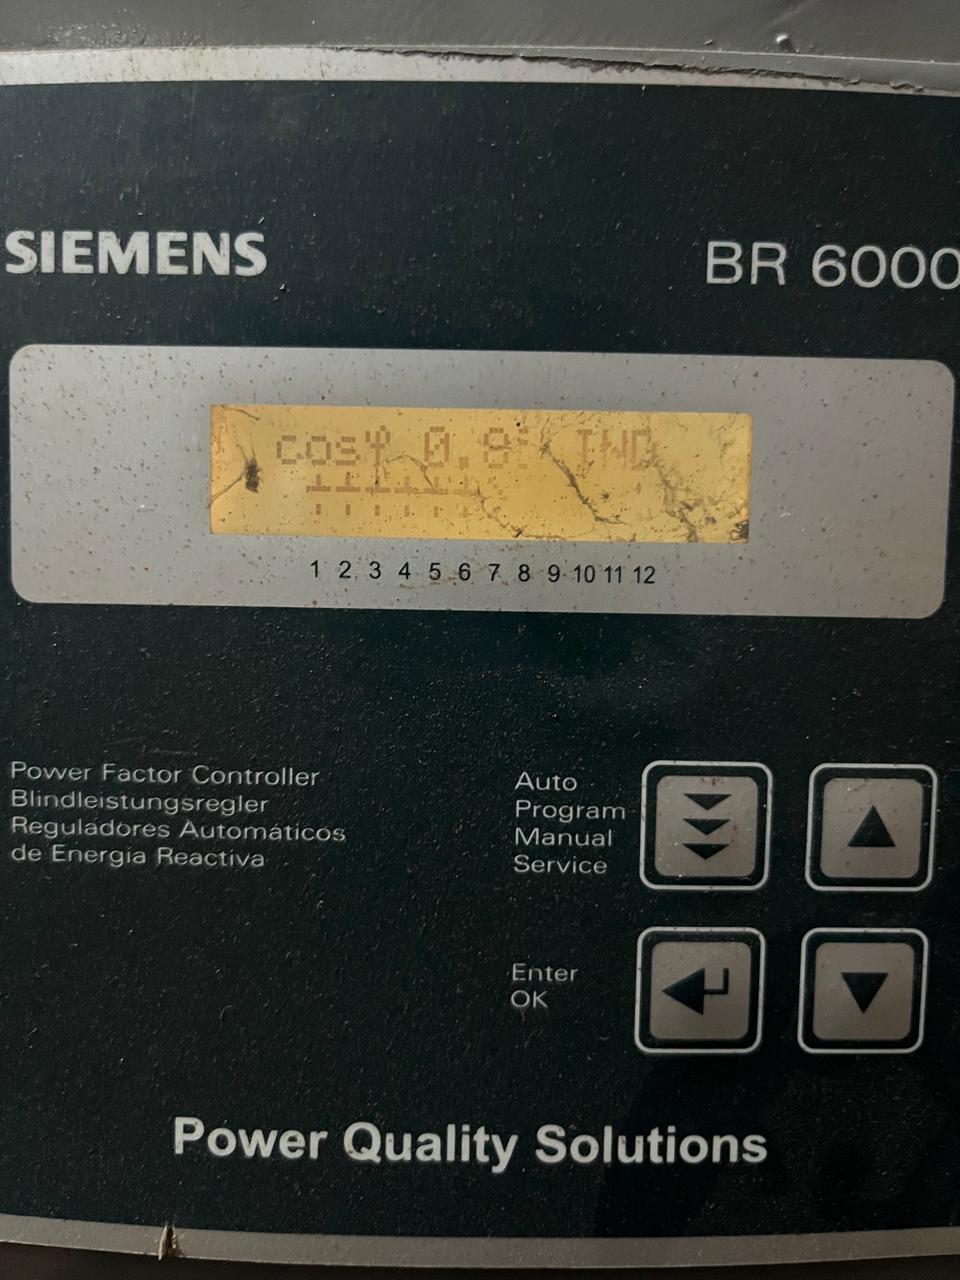 SIEMENS
BR 6000
cosφ IND
1 2 3 4 5 6 7 8 9 10 11 12
Power Factor Controller
Blindleistungsregler
Reguladores Automáticos
de Energia Reactiva
Auto
Program
Manual
Service
Enter
OK
Power Quality Solutions